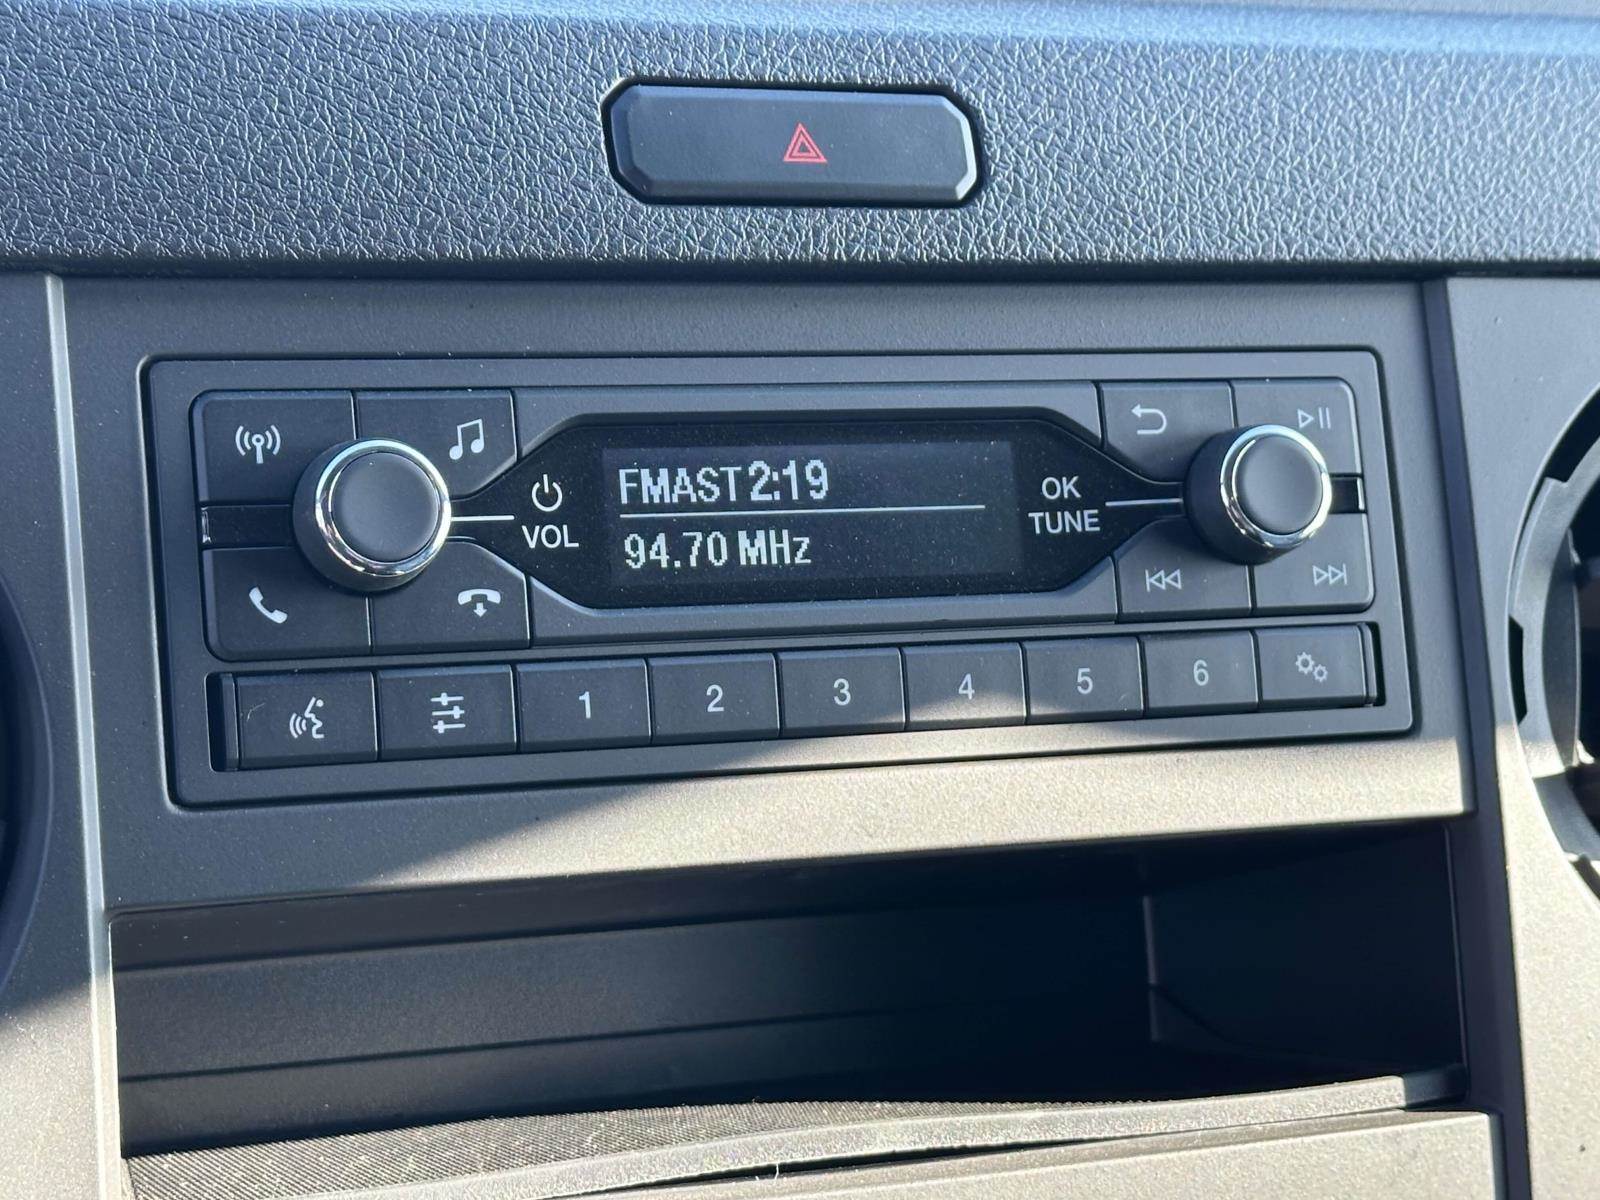 FMAST 2:19
VOL
94.70 MHz
OK
TUNE
1 2 3 4 5 6